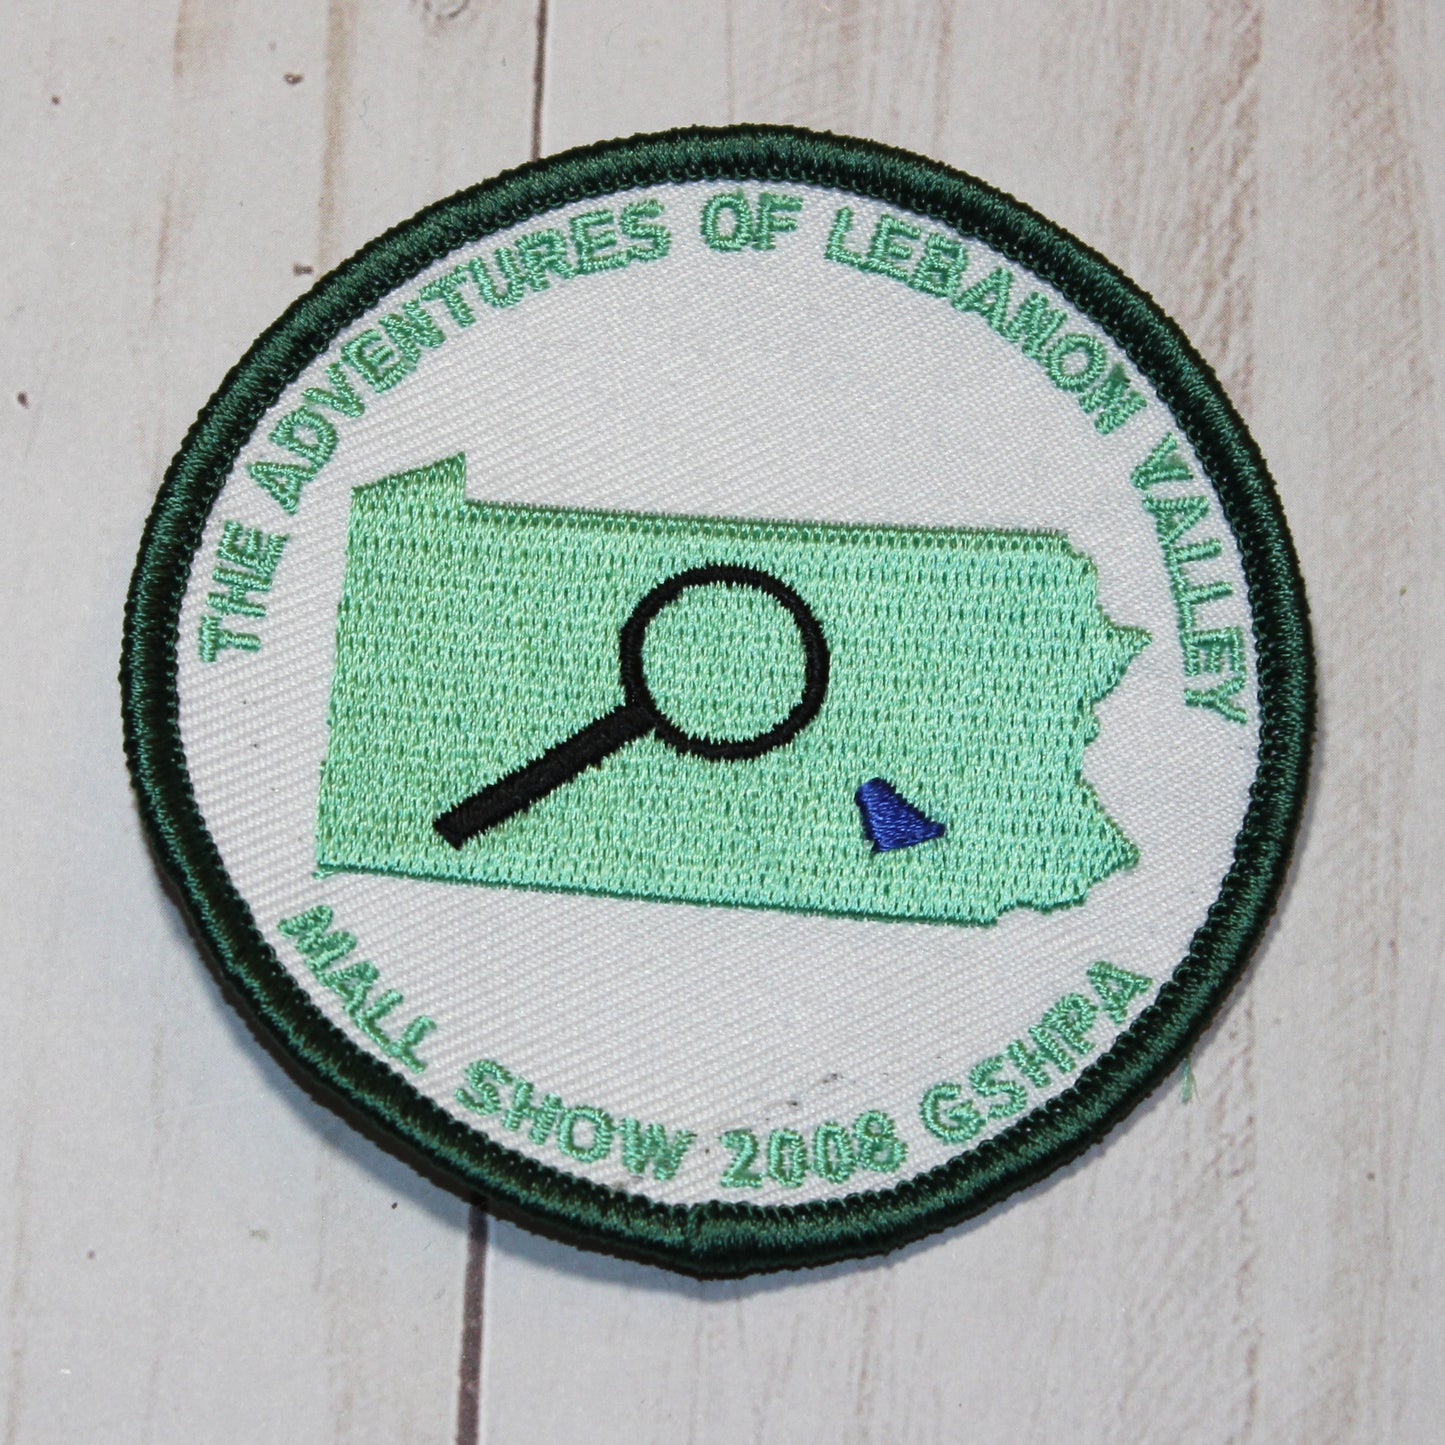 THE ADVENTURES OF LEBANON VALLEY
MALL SHOW 2008 GSHPA